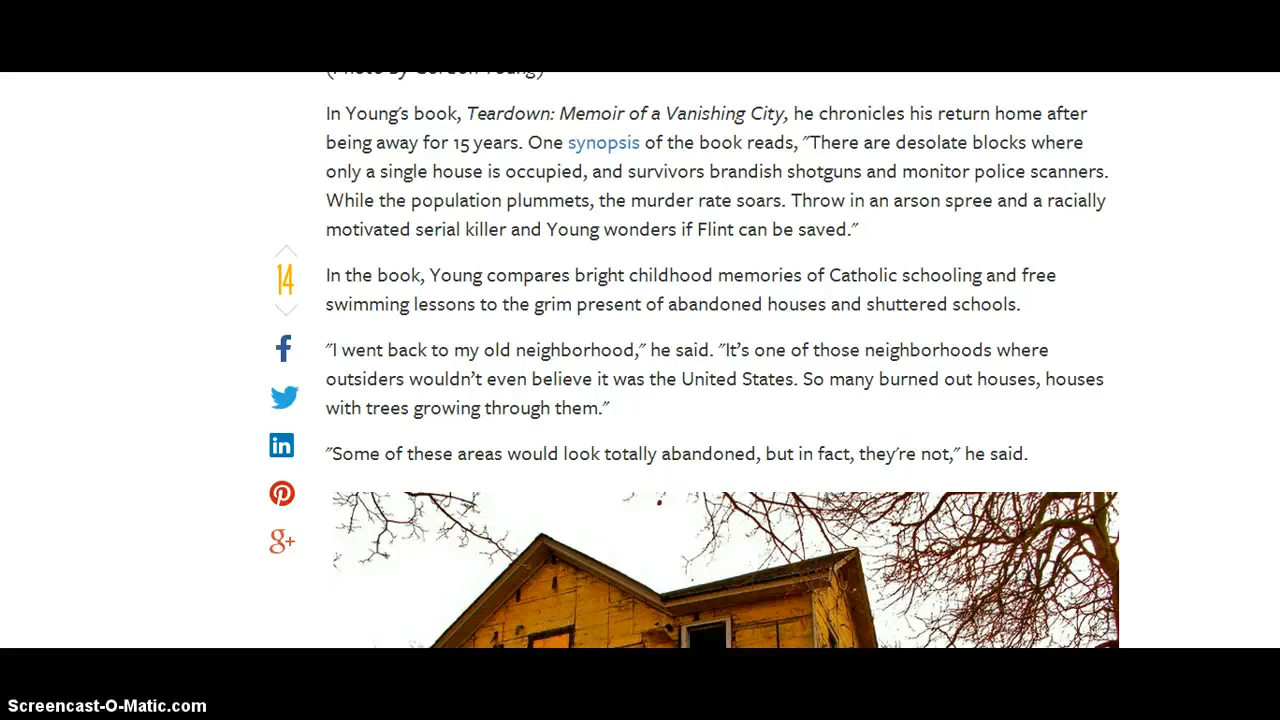 (Photo by Gordon Young)
In Young's book, Teardown: Memoir of a Vanishing City, he chronicles his return home after
being away for 15 years. One synopsis of the book reads, "There are desolate blocks where
only a single house is occupied, and survivors brandish shotguns and monitor police scanners.
While the population plummets, the murder rate soars. Throw in an arson spree and a racially
motivated serial killer and Young wonders if Flint can be saved."
14
In the book, Young compares bright childhood memories of Catholic schooling and free
swimming lessons to the grim present of abandoned houses and shuttered schools.
"I went back to my old neighborhood," he said. "It's one of those neighborhoods where
outsiders wouldn't even believe it was the United States. So many burned out houses, houses
with trees growing through them."
"Some of these areas would look totally abandoned, but in fact, they're not," he said.
f
in
g+
Screencast-O-Matic.com